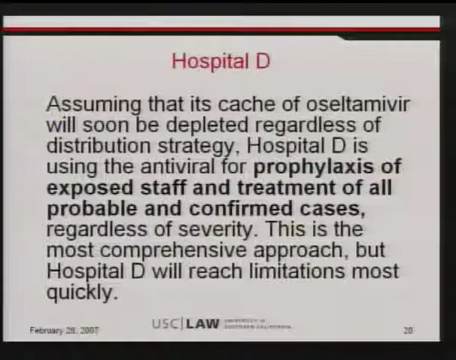 Hospital D
Assuming that its cache of oseltamivir
will soon be depleted regardless of
distribution strategy, Hospital D is
using the antiviral for prophylaxis of
exposed staff and treatment of all
probable and confirmed cases,
regardless of severity. This is the
most comprehensive approach, but
Hospital D will reach limitations most
quickly.
February 28, 2007
USC LAW
20